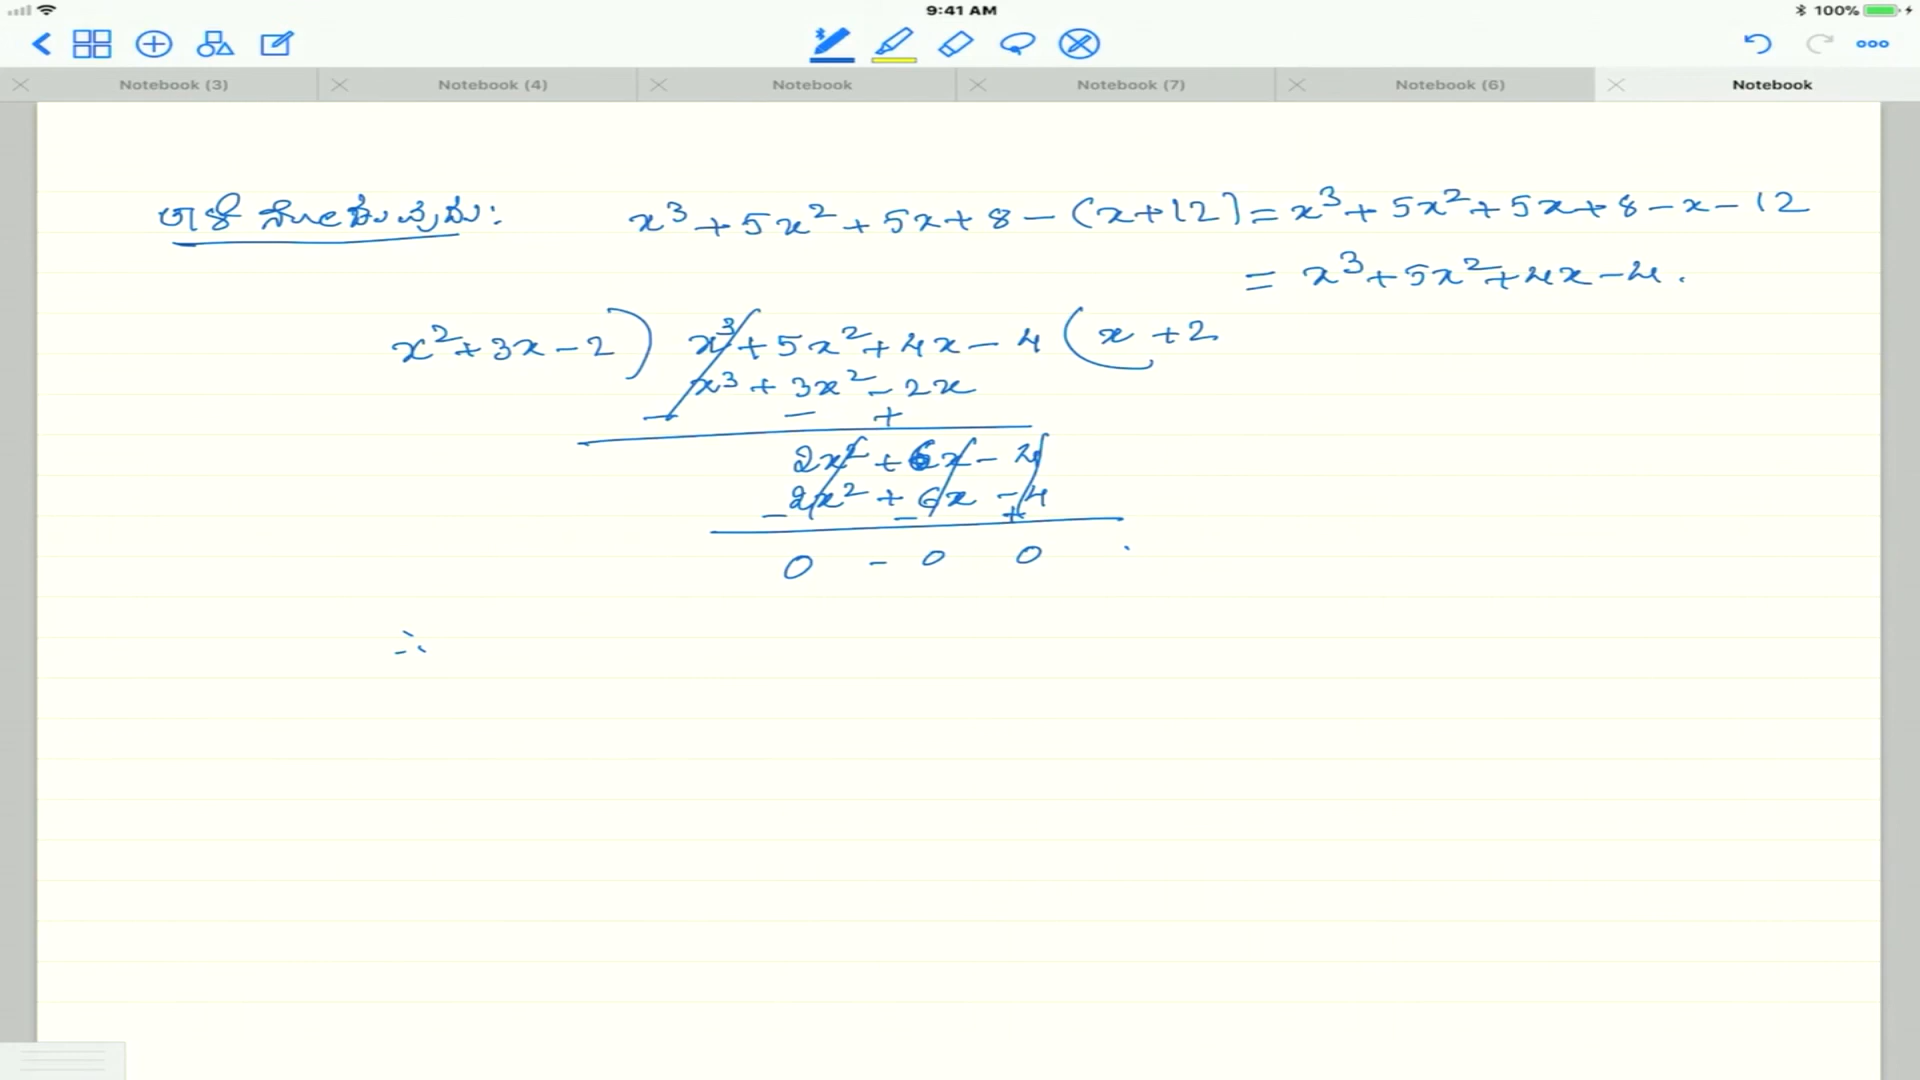 9:41 AM
100%
Notebook (3) Notebook (4) Notebook Notebook (7) Notebook (6) Notebook
x³ + 5x² + 5x + 8 - (x+12) = x³ + 5x² + 5x + 8 - x - 12
= x³ + 5x² + 4x - 4.
x² + 3x - 2) x³ + 5x² + 4x - 4 (x + 2
x³ + 3x² - 2x
- - +
2x² + 6x - 4
2x² + 6x - 4
- - +
0 - 0 0
∴